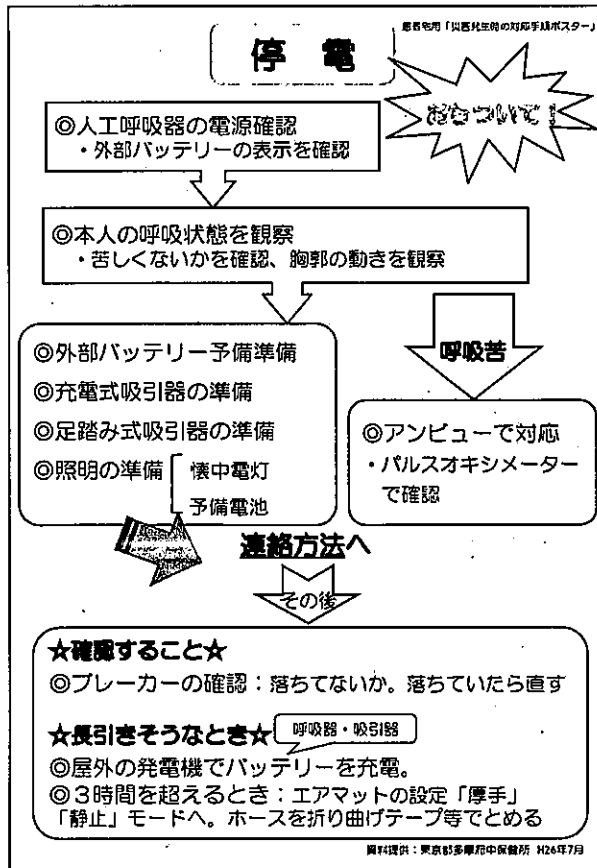 患者宅用「災害発生時の対応手順ポスター」
停電
おちついて！
◎人工呼吸器の電源確認
・外部バッテリーの表示を確認
◎本人の呼吸状態を観察
・苦しくないかを確認、胸郭の動きを観察
◎外部バッテリー予備準備
◎充電式吸引器の準備
◎足踏み式吸引器の準備
◎照明の準備 懐中電灯
予備電池
呼吸苦
◎アンビューで対応
・パルスオキシメーター
で確認
連絡方法へ
その後
☆確認すること☆
◎ブレーカーの確認：落ちてないか。落ちていたら直す
☆長引きそうなとき☆ 呼吸器・吸引器
◎屋外の発電機でバッテリーを充電。
◎３時間を超えるとき：エアマットの設定「厚手」
「静止」モードへ。ホースを折り曲げテープ等でとめる
資料提供：東京都多摩府中保健所 H26年7月